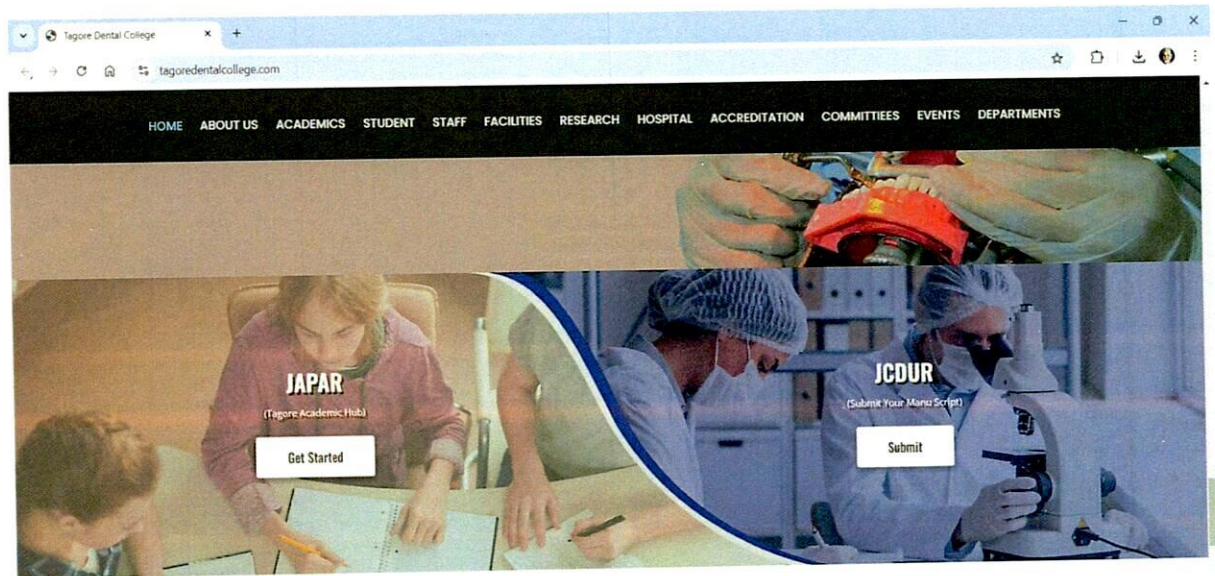 Tagore Dental College
tagoredentalcollege.com
HOME ABOUT US ACADEMICS STUDENT STAFF FACILITIES RESEARCH HOSPITAL ACCREDITATION COMMITTIEES EVENTS DEPARTMENTS
JAPAR
(Tagore Academic Hub)
Get Started
JCDUR
(Submit Your Manu Script)
Submit